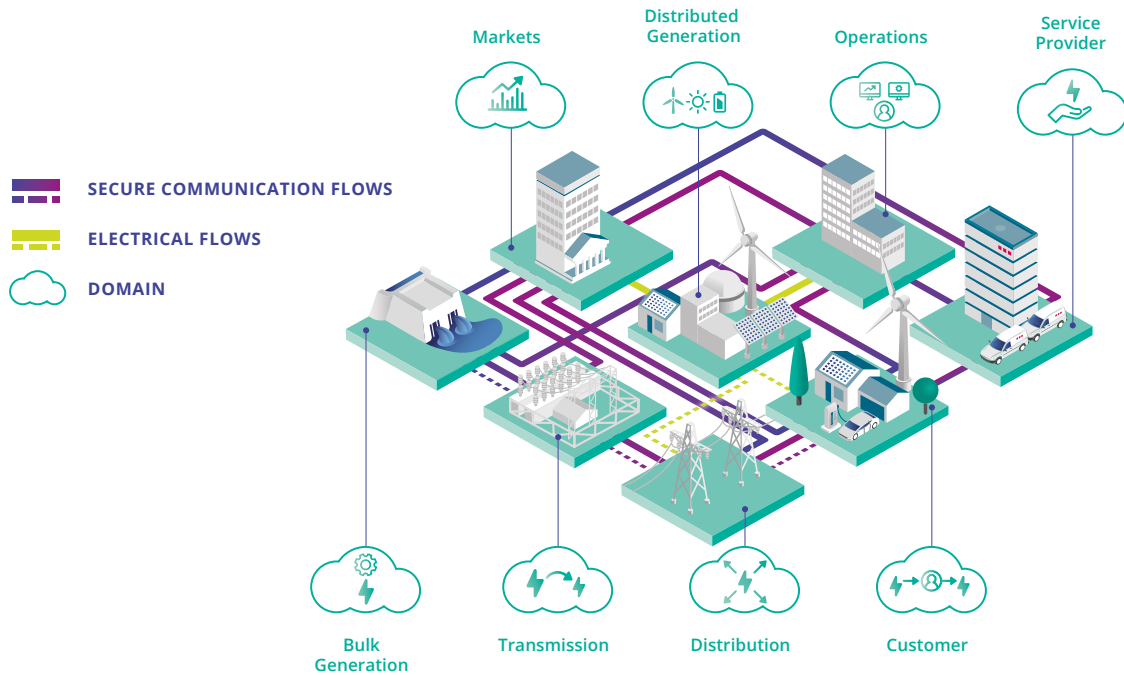 Markets
Distributed
Generation
Operations
Service
Provider
SECURE COMMUNICATION FLOWS
ELECTRICAL FLOWS
DOMAIN
Bulk
Generation
Transmission
Distribution
Customer